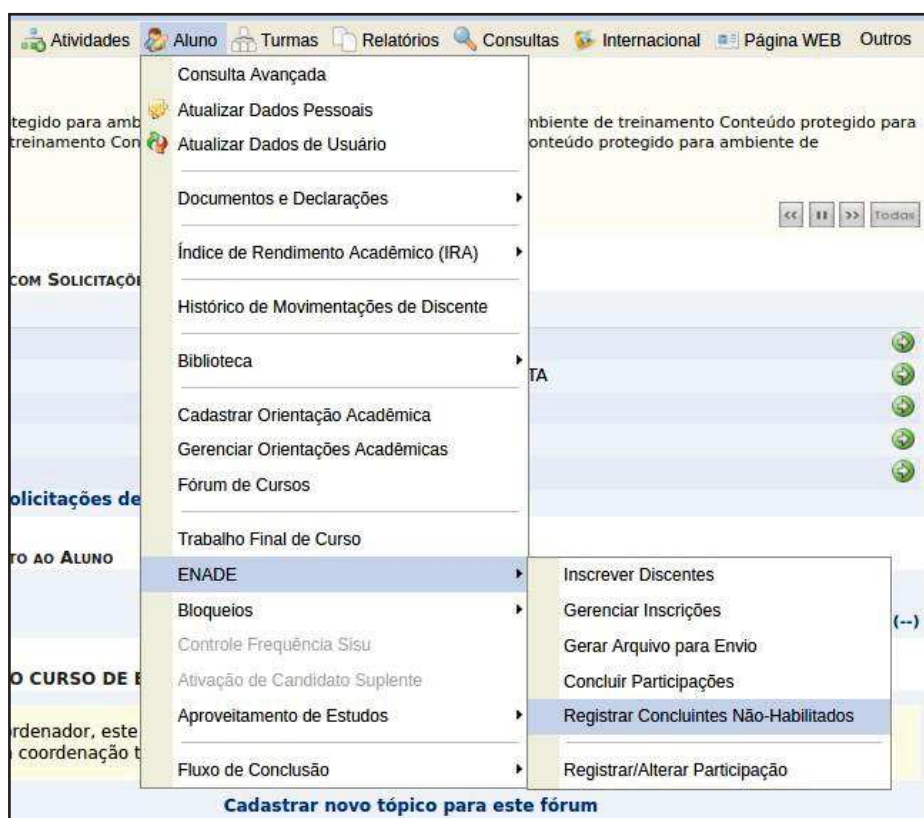 Atividades Aluno Turmas Relatórios Consultas Internacional Página WEB Outros
Consulta Avançada
tegido para amb
Atualizar Dados Pessoais
mbiente de treinamento Conteúdo protegido para
treinamento Con
Atualizar Dados de Usuário
onteúdo protegido para ambiente de
Documentos e Declarações
Todas
Índice de Rendimento Acadêmico (IRA)
COM SOLICITAÇÕ
Histórico de Movimentações de Discente
Biblioteca
TA
Cadastrar Orientação Acadêmica
Gerenciar Orientações Acadêmicas
Fórum de Cursos
olicitações de
Trabalho Final de Curso
TO AO ALUNO
ENADE
Inscrever Discentes
Bloqueios
Gerenciar Inscrições
(--)
Controle Frequência Sisu
Gerar Arquivo para Envio
O CURSO DE E
Ativação de Candidato Suplente
Concluir Participações
rdenador, este
Aproveitamento de Estudos
Registrar Concluintes Não-Habilitados
coordenação t
Fluxo de Conclusão
Registrar/Alterar Participação
Cadastrar novo tópico para este fórum